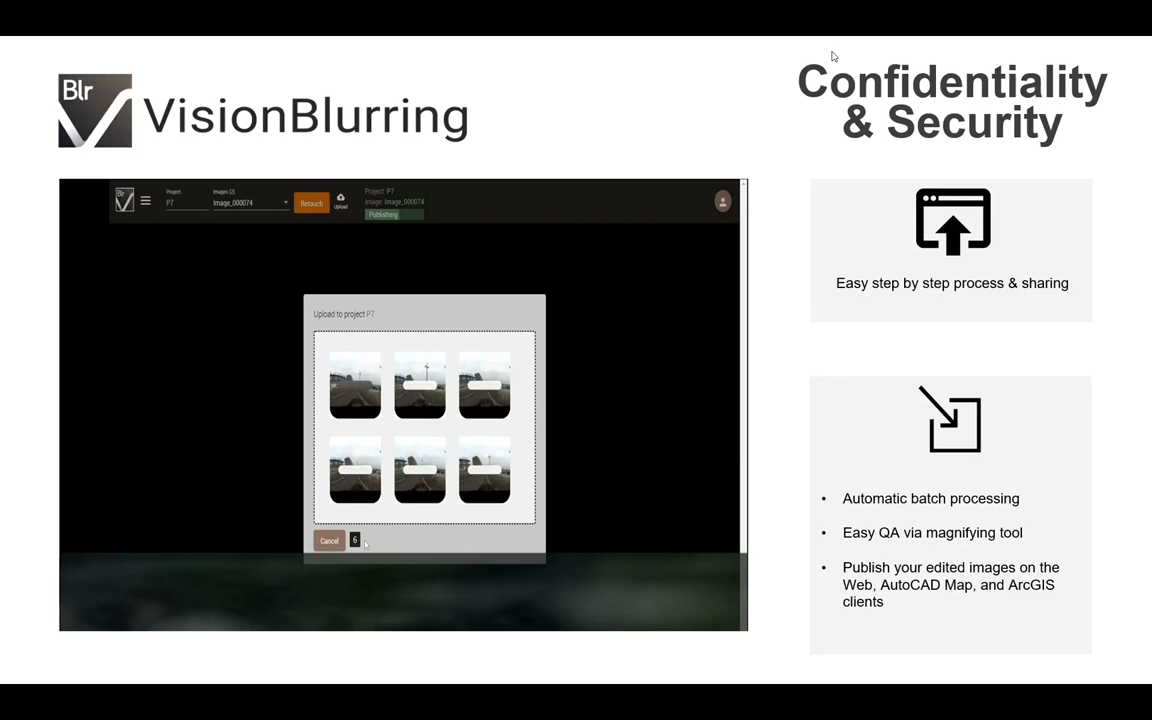 Blr
VisionBlurring
Confidentiality
& Security
Blr
Project
P7
Images (2)
Image_000074
Retouch
Upload
Project: P7
Image: Image_000074
Publishing
Upload to project P7
Cancel
6
Easy step by step process & sharing
• Automatic batch processing
• Easy QA via magnifying tool
• Publish your edited images on the
Web, AutoCAD Map, and ArcGIS
clients